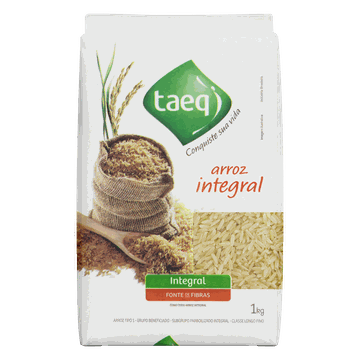 taeq
Conquiste sua vida
arroz
integral
Integral
FONTE DE FIBRAS
1kg
ARROZ TIPO 1 - GRUPO BENEFICIADO - SUBGRUPO PARBOILIZADO INTEGRAL - CLASSE LONGO FINO